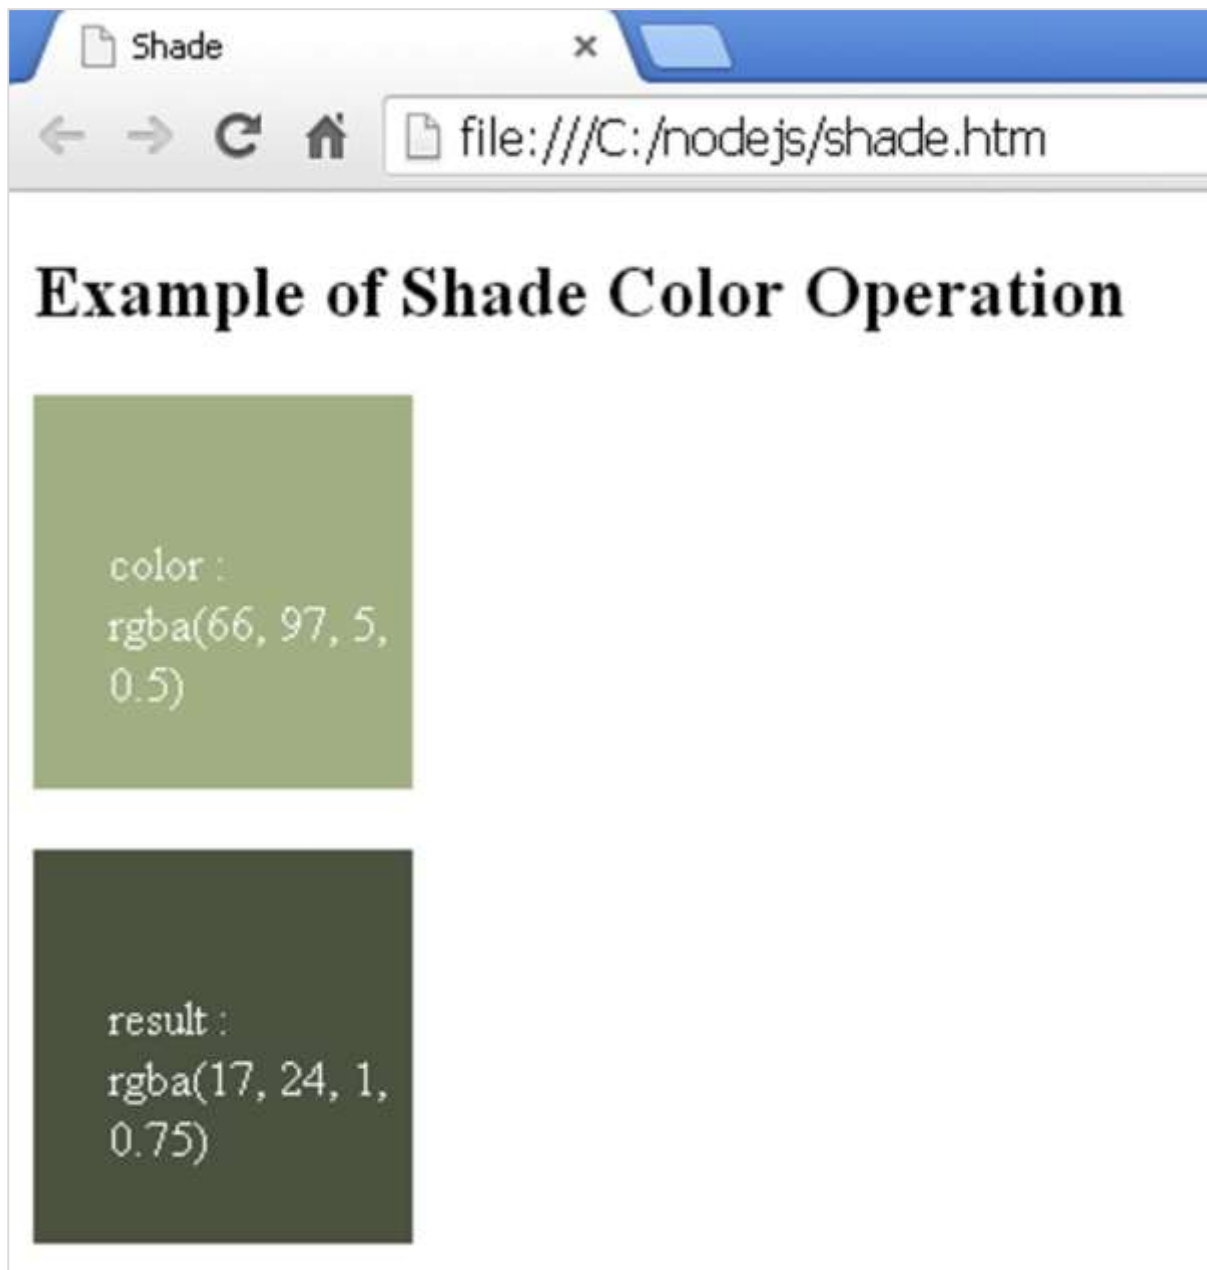 Shade
file:///C:/nodejs/shade.htm
Example of Shade Color Operation
color :
rgba(66, 97, 5,
0.5)
result :
rgba(17, 24, 1,
0.75)